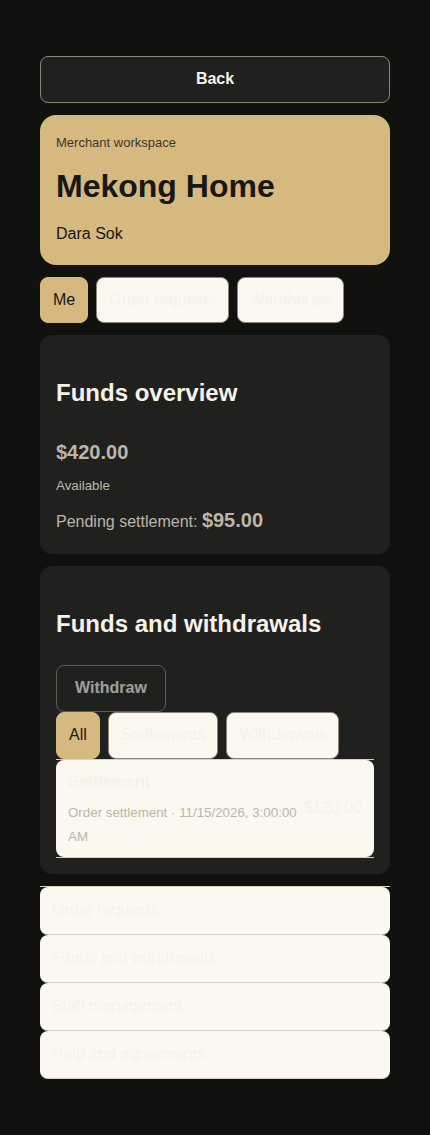 Back
Merchant workspace
Mekong Home
Dara Sok
Me Order requests Warehouse
Funds overview
$420.00
Available
Pending settlement: $95.00
Funds and withdrawals
Withdraw
All Settlements Withdrawals
Settlement
Order settlement · 11/15/2026, 3:00:00 AM
$120.00
Order requests
Funds and withdrawals
Staff management
Help and agreements